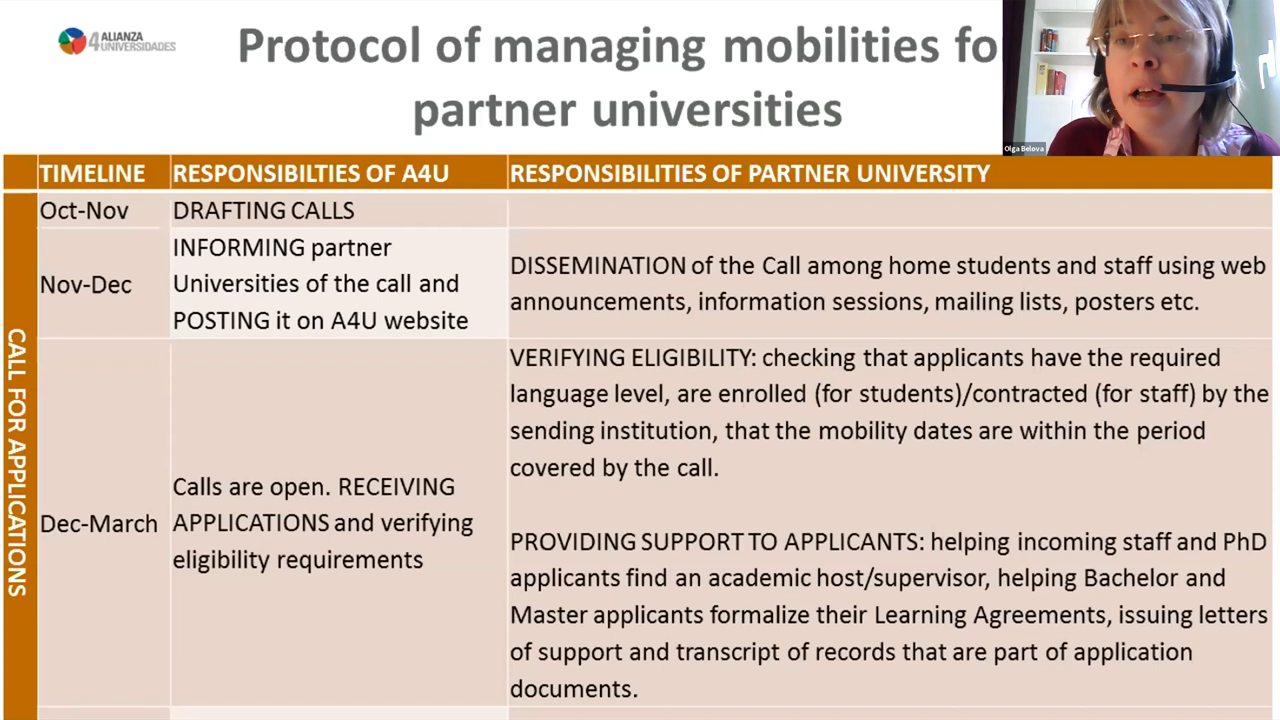 4 ALIANZA
UNIVERSIDADES
Protocol of managing mobilities fo
partner universities
Olga Belova
TIMELINE
RESPONSIBILTIES OF A4U
RESPONSIBILITIES OF PARTNER UNIVERSITY
CALL FOR APPLICATIONS
Oct-Nov
DRAFTING CALLS
Nov-Dec
INFORMING partner
Universities of the call and
POSTING it on A4U website
DISSEMINATION of the Call among home students and staff using web
announcements, information sessions, mailing lists, posters etc.
Dec-March
Calls are open. RECEIVING
APPLICATIONS and verifying
eligibility requirements
VERIFYING ELIGIBILITY: checking that applicants have the required
language level, are enrolled (for students)/contracted (for staff) by the
sending institution, that the mobility dates are within the period
covered by the call.
PROVIDING SUPPORT TO APPLICANTS: helping incoming staff and PhD
applicants find an academic host/supervisor, helping Bachelor and
Master applicants formalize their Learning Agreements, issuing letters
of support and transcript of records that are part of application
documents.